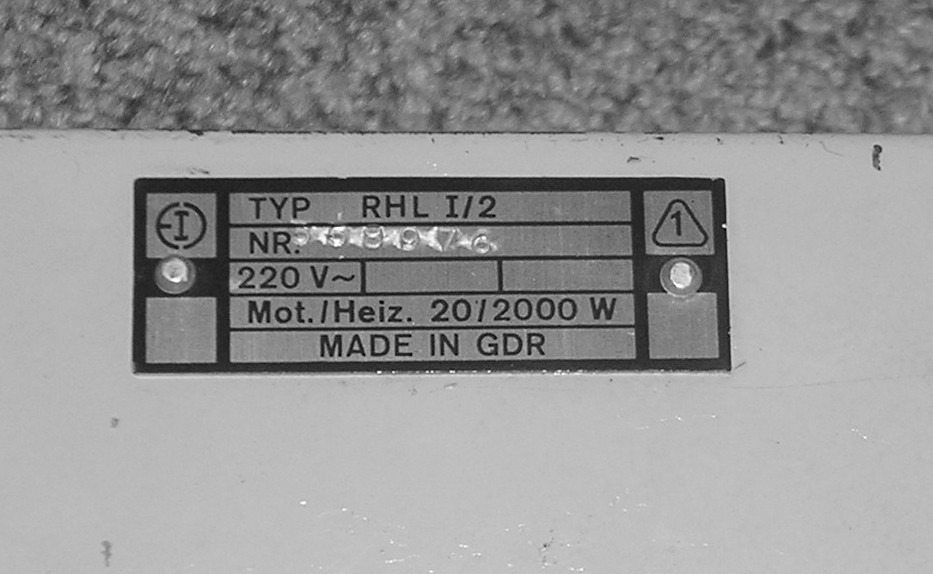 TYP RHL I/2
NR.
220 V~
Mot./Heiz. 20/2000 W
MADE IN GDR
1